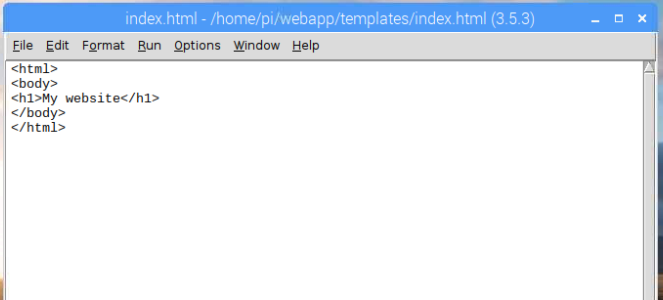 index.html - /home/pi/webapp/templates/index.html (3.5.3)
File Edit Format Run Options Window Help
<html>
<body>
<h1>My website</h1>
</body>
</html>